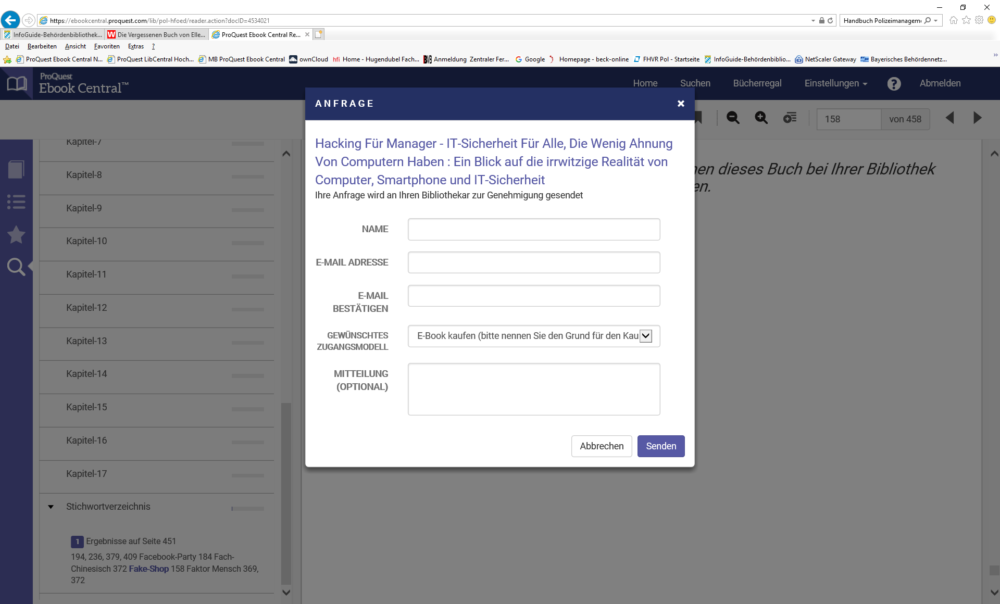 https://ebookcentral.proquest.com/lib/pol-hfoed/reader.action?docID=4534021
Handbuch Polizeimanagem
InfoGuide-Behördenbibliothek...
Die Vergessenen Buch von Elle...
ProQuest Ebook Central Re...
Datei Bearbeiten Ansicht Favoriten Extras ?
ProQuest Ebook Central N... ProQuest LibCentral Hoch... MB ProQuest Ebook Central ownCloud hfi Home - Hugendubel Fach... Anmeldung Zentraler Fer... Google Homepage - beck-online FHVR Pol - Startseite InfoGuide-Behördenbiblio... NetScaler Gateway Bayerisches Behördennetz...
ProQuest
Ebook Central™
Home Suchen Bücherregal Einstellungen Abmelden
158 von 458
Kapitel-7
Kapitel-8
Kapitel-9
Kapitel-10
Kapitel-11
Kapitel-12
Kapitel-13
Kapitel-14
Kapitel-15
Kapitel-16
Kapitel-17
Stichwortverzeichnis
1 Ergebnisse auf Seite 451
194, 236, 379, 409 Facebook-Party 184 Fach-
Chinesisch 372 Fake-Shop 158 Faktor Mensch 369,
372
ANFRAGE
Hacking Für Manager - IT-Sicherheit Für Alle, Die Wenig Ahnung
Von Computern Haben : Ein Blick auf die irrwitzige Realität von
Computer, Smartphone und IT-Sicherheit
Ihre Anfrage wird an Ihren Bibliothekar zur Genehmigung gesendet
NAME
E-MAIL ADRESSE
E-MAIL
BESTÄTIGEN
GEWÜNSCHTES
ZUGANGSMODELL
E-Book kaufen (bitte nennen Sie den Grund für den Kau
MITTEILUNG
(OPTIONAL)
Abbrechen Senden
dieses Buch bei Ihrer Bibliothek